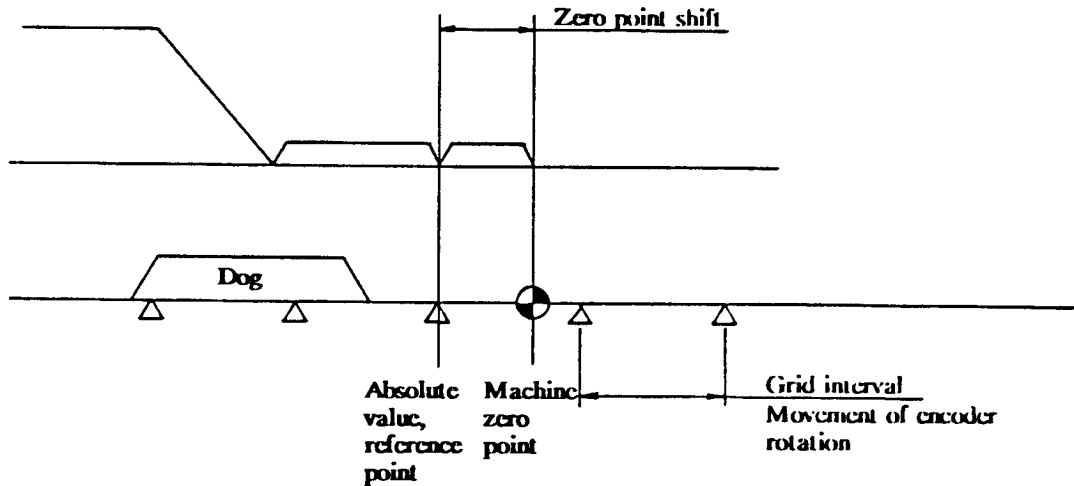 Zero point shift
Dog
Absolute
value,
reference
point
Machine
zero
point
Grid interval
Movement of encoder
rotation